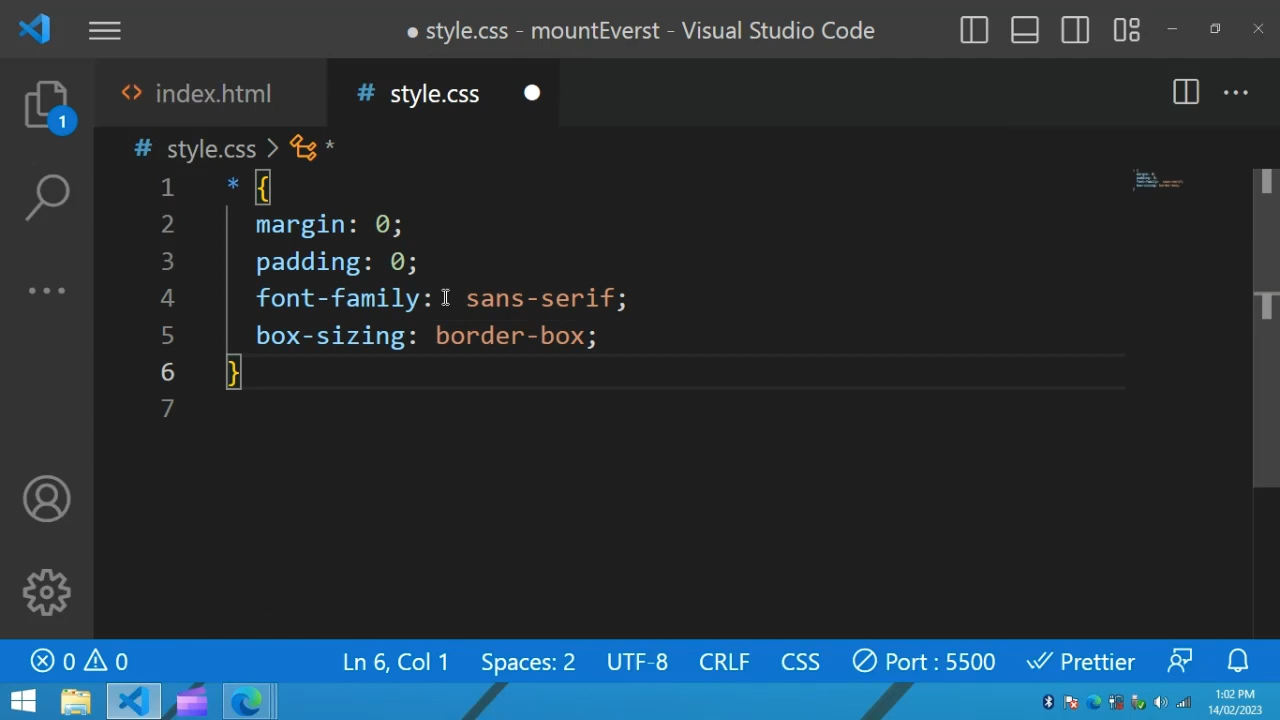 ● style.css - mountEverst - Visual Studio Code
<> index.html
# style.css ●
# style.css > *
1 * {
2   margin: 0;
3   padding: 0;
4   font-family:  sans-serif;
5   box-sizing: border-box;
6 }
7
1
0 0 Ln 6, Col 1 Spaces: 2 UTF-8 CRLF CSS Port : 5500 Prettier
1:02 PM
14/02/2023